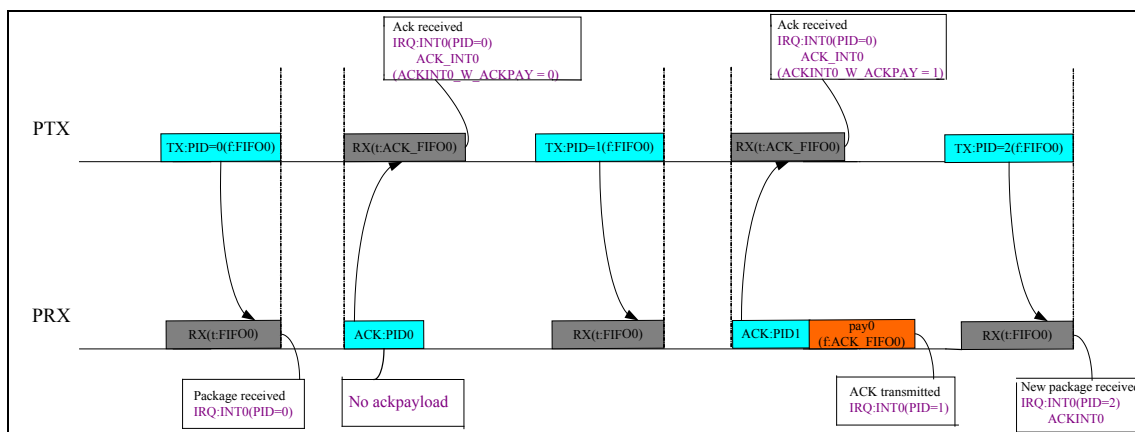 Ack received
IRQ:INT0(PID=0)
ACK_INT0
(ACKINT0_W_ACKPAY = 0)
Ack received
IRQ:INT0(PID=0)
ACK_INT0
(ACKINT0_W_ACKPAY = 1)
PTX
TX:PID=0(f:FIFO0)
RX(t:ACK_FIFO0)
TX:PID=1(f:FIFO0)
RX(t:ACK_FIFO0)
TX:PID=2(f:FIFO0)
PRX
RX(t:FIFO0)
ACK:PID0
RX(t:FIFO0)
ACK:PID1
pay0
(f:ACK_FIFO0)
RX(t:FIFO0)
Package received
IRQ:INT0(PID=0)
No ackpayload
ACK transmitted
IRQ:INT0(PID=1)
New package received
IRQ:INT0(PID=2)
ACKINT0